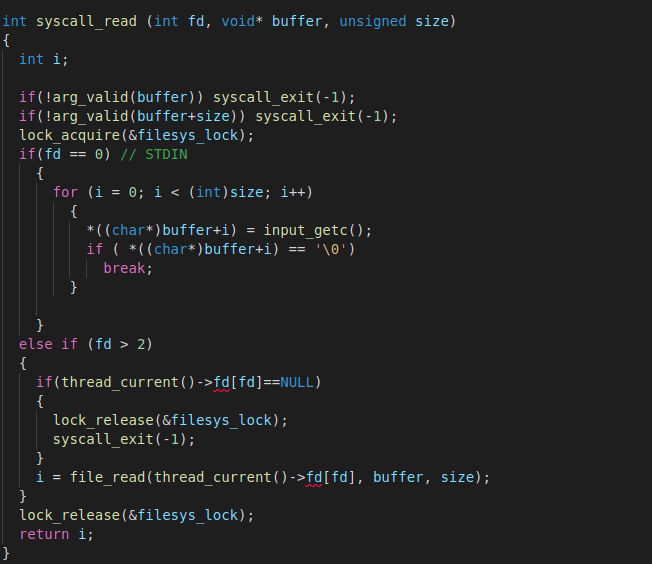 int syscall_read (int fd, void* buffer, unsigned size)
{
  int i;

  if(!arg_valid(buffer)) syscall_exit(-1);
  if(!arg_valid(buffer+size)) syscall_exit(-1);
  lock_acquire(&filesys_lock);
  if(fd == 0) // STDIN
    {
      for (i = 0; i < (int)size; i++)
        {
          *((char*)buffer+i) = input_getc();
          if ( *((char*)buffer+i) == '\0')
            break;
        }

    }
  else if (fd > 2)
  {
    if(thread_current()->fd[fd]==NULL)
    {
      lock_release(&filesys_lock);
      syscall_exit(-1);
    }
    i = file_read(thread_current()->fd[fd], buffer, size);
  }
  lock_release(&filesys_lock);
  return i;
}